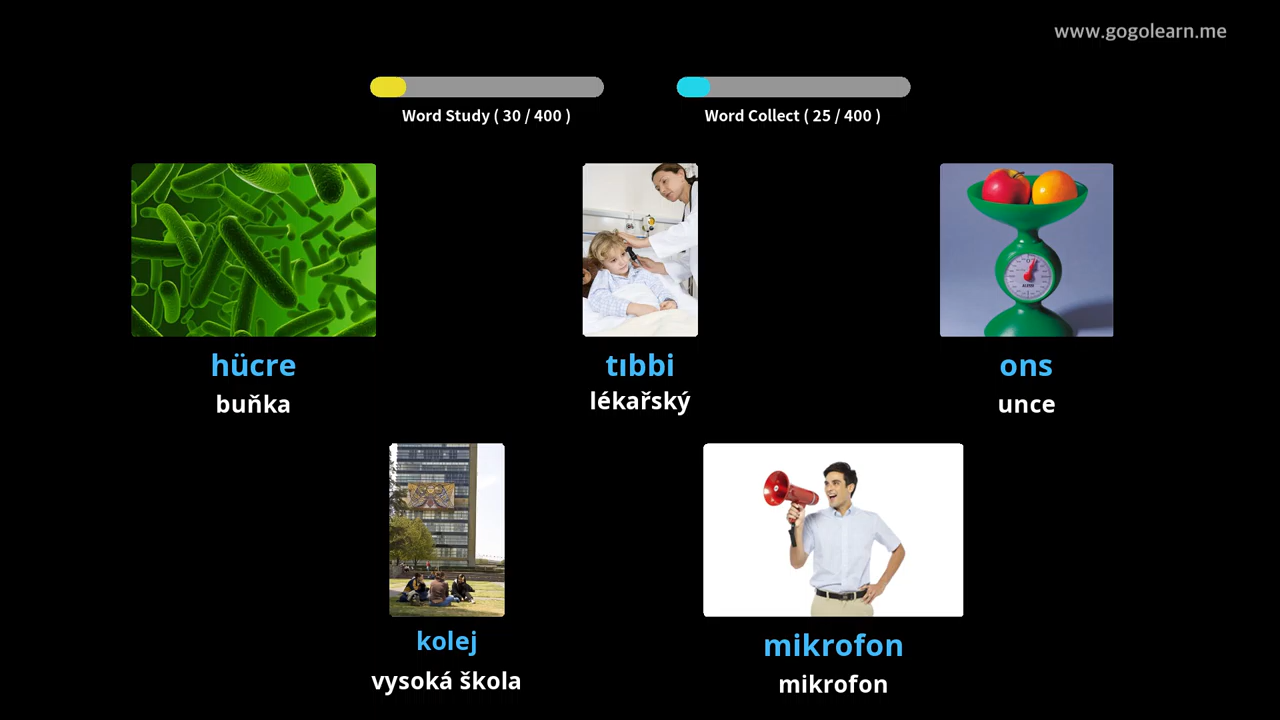 www.gogolearn.me
Word Study ( 30 / 400 )
Word Collect ( 25 / 400 )
hücre
buňka
tıbbi
lékařský
ons
unce
kolej
vysoká škola
mikrofon
mikrofon